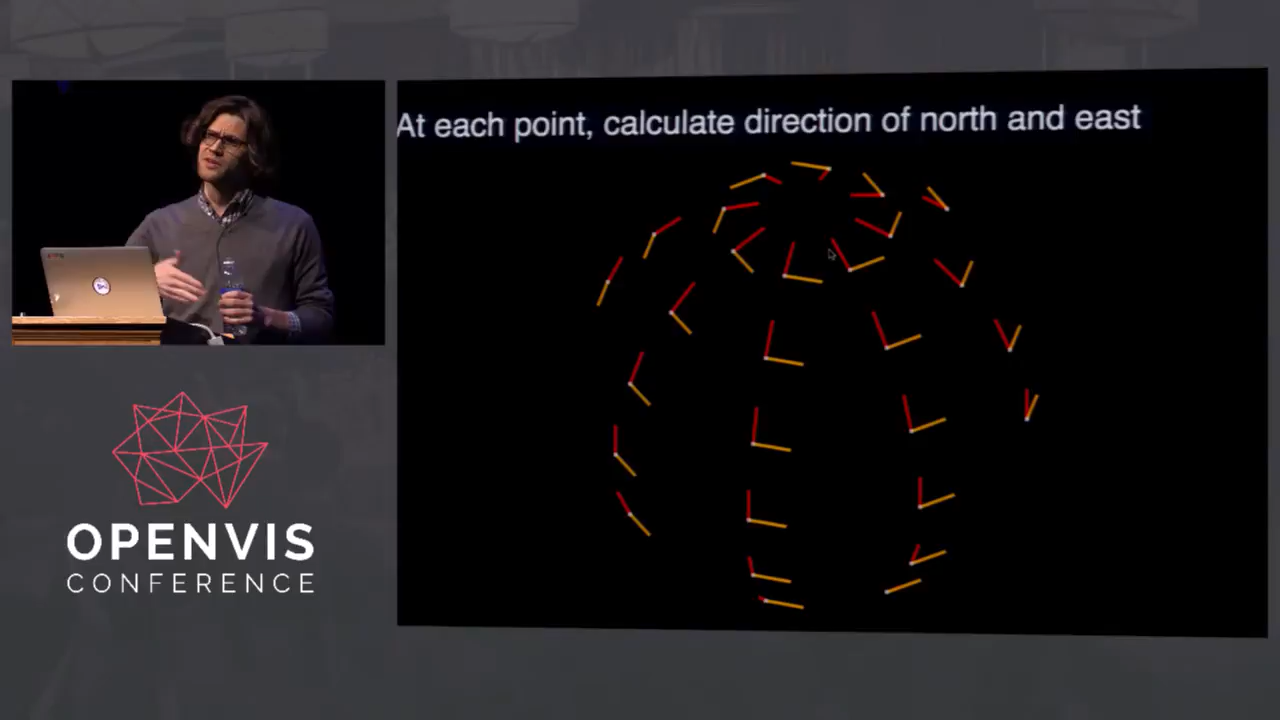 At each point, calculate direction of north and east
OPENVIS
CONFERENCE